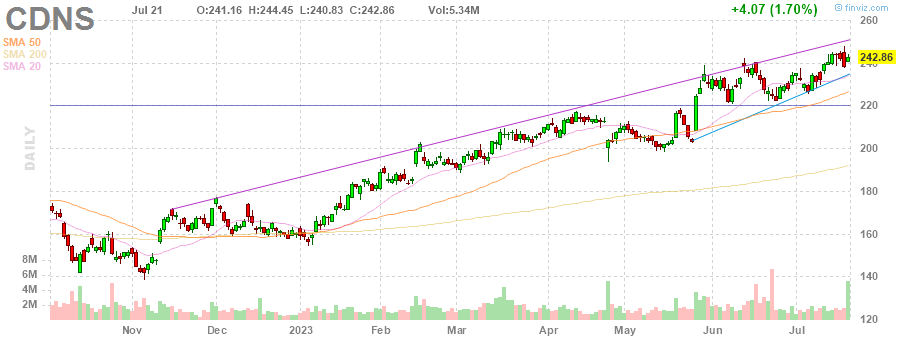 CDNS
Jul 21 O:241.16 H:244.45 L:240.83 C:242.86 Vol:5.34M +4.07 (1.70%) © finviz.com
SMA 50
SMA 200
SMA 20
DAILY
260
240
242.86
220
200
180
160
140
120
8M
6M
4M
2M
Nov Dec 2023 Feb Mar Apr May Jun Jul